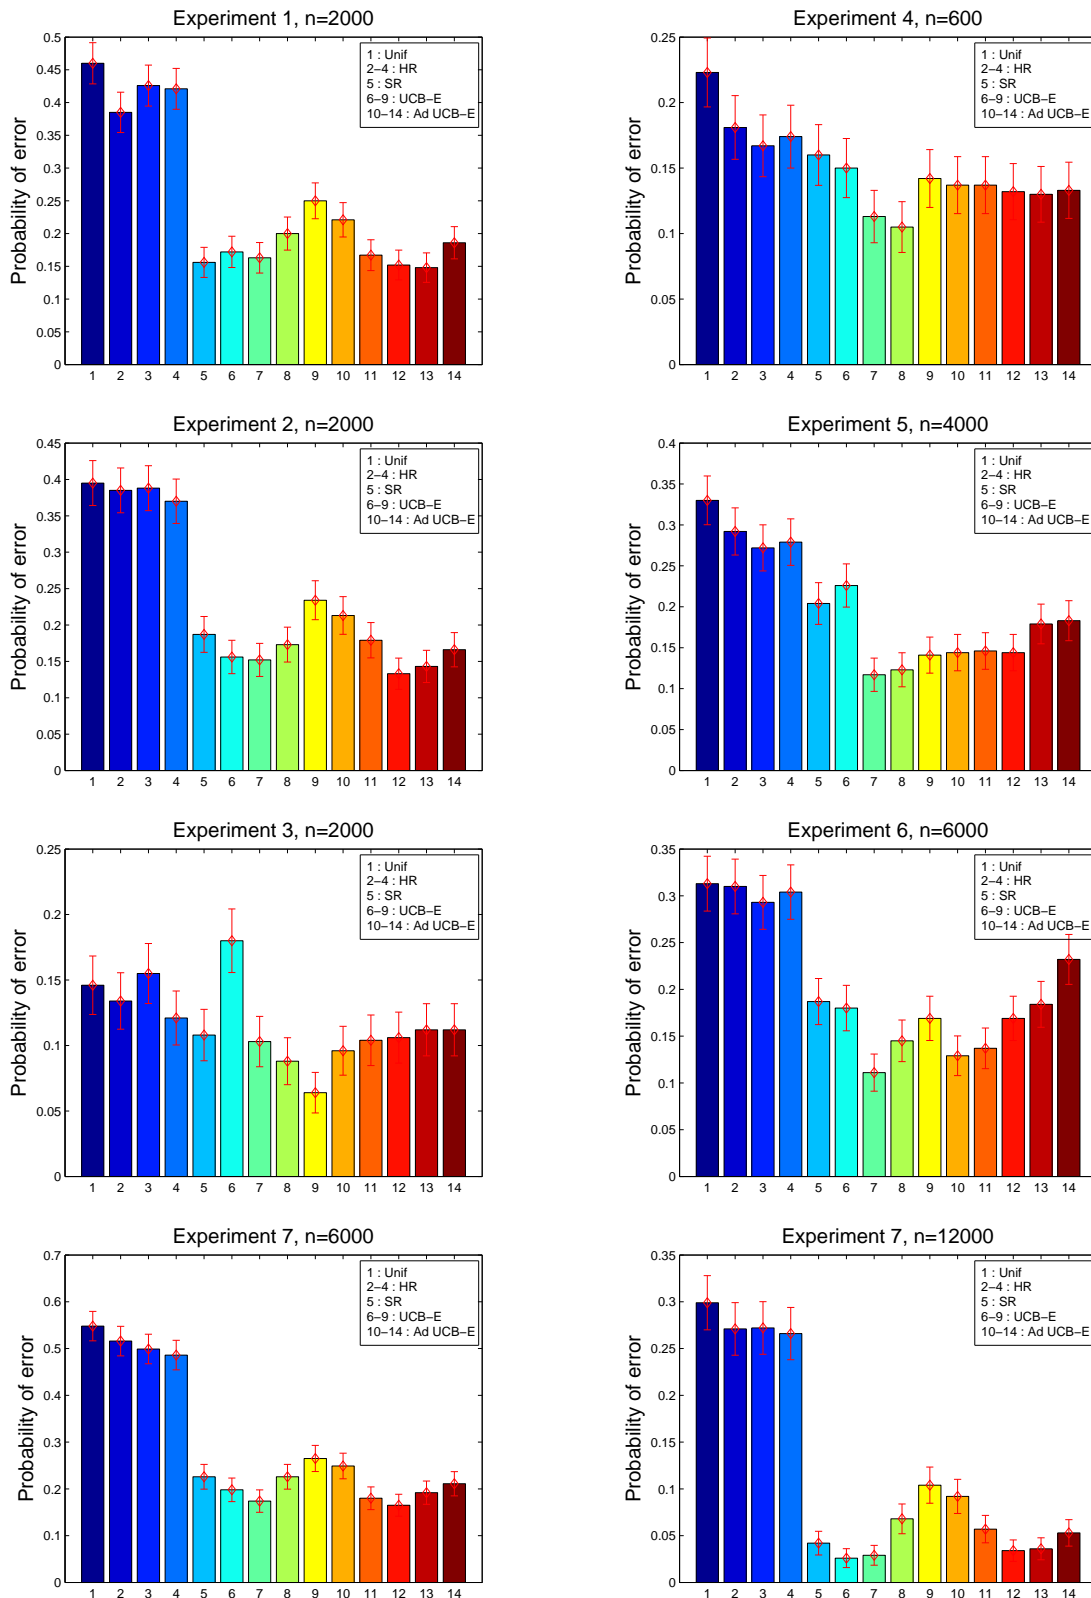 Experiment 1, n=2000
Probability of error
0.5
0.45
0.4
0.35
0.3
0.25
0.2
0.15
0.1
0.05
0
1 2 3 4 5 6 7 8 9 10 11 12 13 14
1 : Unif
2−4 : HR
5 : SR
6−9 : UCB−E
10−14 : Ad UCB−E
Experiment 4, n=600
Probability of error
0.25
0.2
0.15
0.1
0.05
0
1 2 3 4 5 6 7 8 9 10 11 12 13 14
1 : Unif
2−4 : HR
5 : SR
6−9 : UCB−E
10−14 : Ad UCB−E
Experiment 2, n=2000
Probability of error
0.45
0.4
0.35
0.3
0.25
0.2
0.15
0.1
0.05
0
1 2 3 4 5 6 7 8 9 10 11 12 13 14
1 : Unif
2−4 : HR
5 : SR
6−9 : UCB−E
10−14 : Ad UCB−E
Experiment 5, n=4000
Probability of error
0.4
0.35
0.3
0.25
0.2
0.15
0.1
0.05
0
1 2 3 4 5 6 7 8 9 10 11 12 13 14
1 : Unif
2−4 : HR
5 : SR
6−9 : UCB−E
10−14 : Ad UCB−E
Experiment 3, n=2000
Probability of error
0.25
0.2
0.15
0.1
0.05
0
1 2 3 4 5 6 7 8 9 10 11 12 13 14
1 : Unif
2−4 : HR
5 : SR
6−9 : UCB−E
10−14 : Ad UCB−E
Experiment 6, n=6000
Probability of error
0.35
0.3
0.25
0.2
0.15
0.1
0.05
0
1 2 3 4 5 6 7 8 9 10 11 12 13 14
1 : Unif
2−4 : HR
5 : SR
6−9 : UCB−E
10−14 : Ad UCB−E
Experiment 7, n=6000
Probability of error
0.7
0.6
0.5
0.4
0.3
0.2
0.1
0
1 2 3 4 5 6 7 8 9 10 11 12 13 14
1 : Unif
2−4 : HR
5 : SR
6−9 : UCB−E
10−14 : Ad UCB−E
Experiment 7, n=12000
Probability of error
0.35
0.3
0.25
0.2
0.15
0.1
0.05
0
1 2 3 4 5 6 7 8 9 10 11 12 13 14
1 : Unif
2−4 : HR
5 : SR
6−9 : UCB−E
10−14 : Ad UCB−E